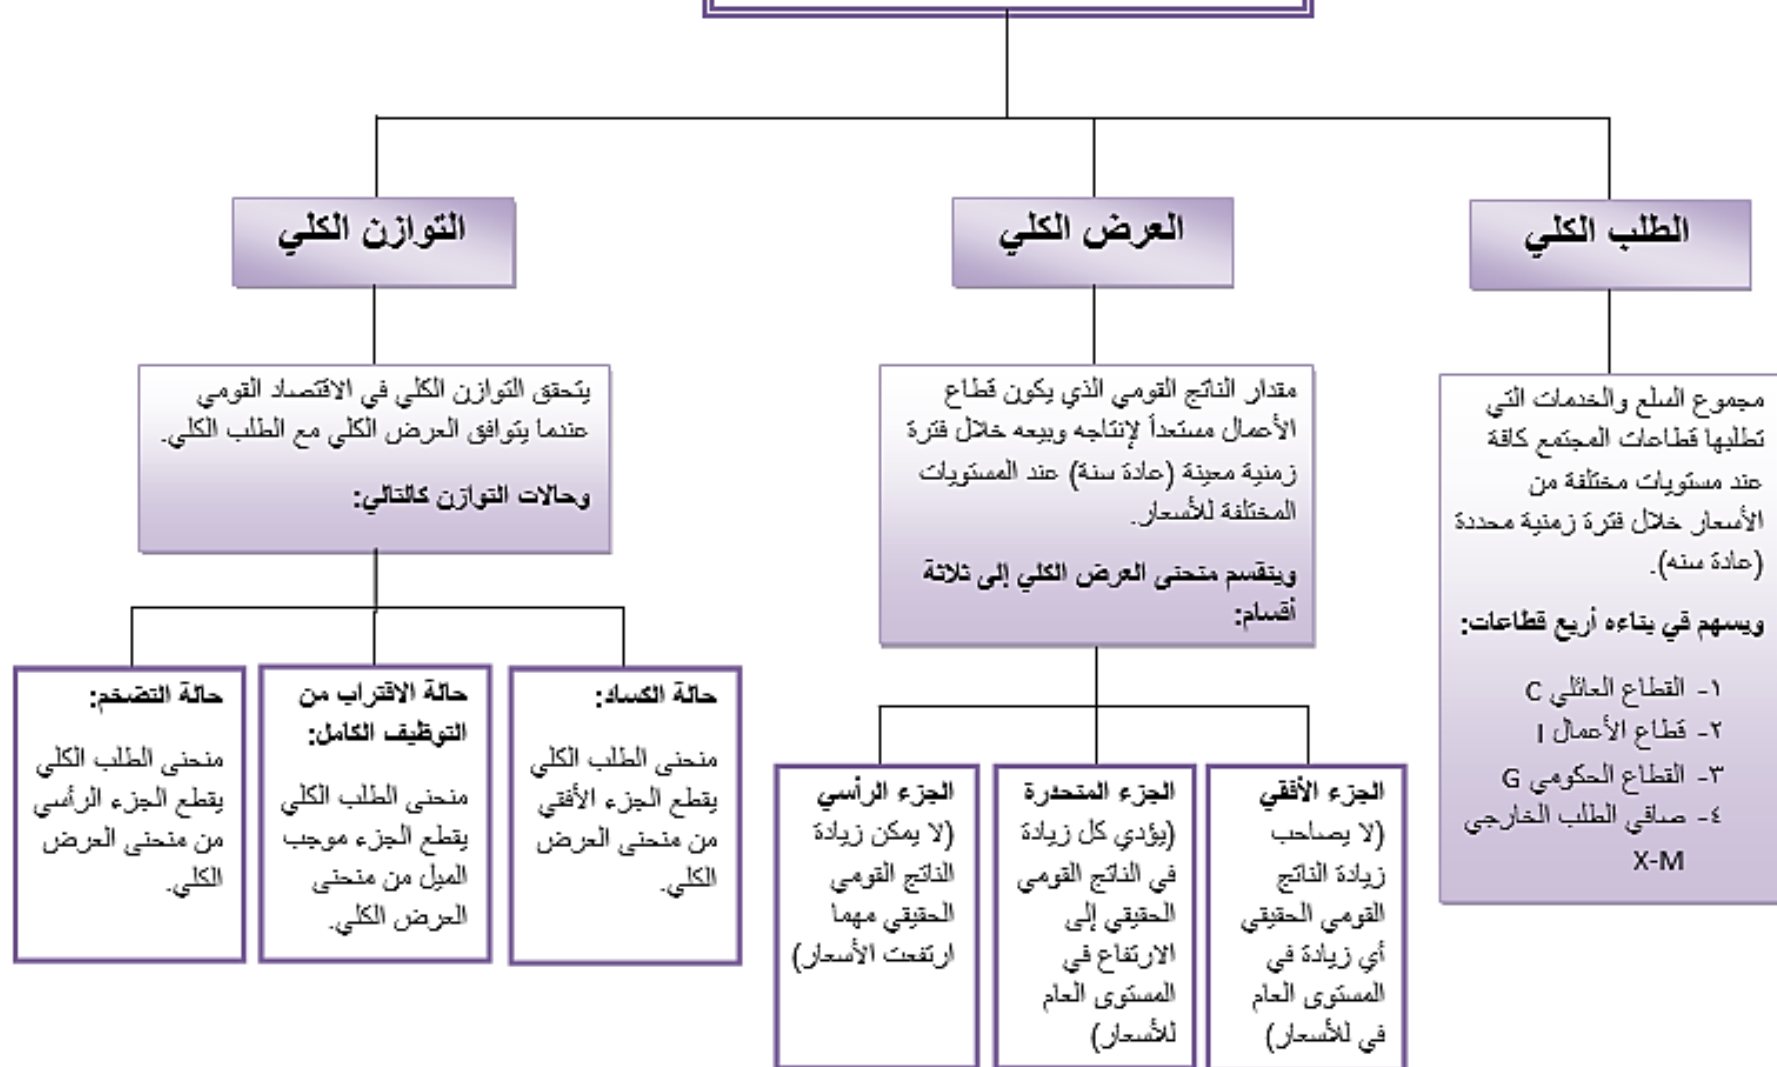 الطلب الكلي
مجموع السلع والخدمات التي
تطلبها قطاعات المجتمع كافة
عند مستويات مختلفة من
الأسعار خلال فترة زمنية محددة
(عادة سنه).
ويسهم في بناءه أربع قطاعات:
١- القطاع العائلي C
٢- قطاع الأعمال I
٣- القطاع الحكومي G
٤- صافي الطلب الخارجي
X-M
العرض الكلي
مقدار الناتج القومي الذي يكون قطاع
الأعمال مستعداً لإنتاجه وبيعه خلال فترة
زمنية معينة (عادة سنة) عند المستويات
المختلفة للأسعار.
وينقسم منحنى العرض الكلي إلى ثلاثة
أقسام:
الجزء الأفقي
(لا يصاحب
زيادة الناتج
القومي الحقيقي
أي زيادة في
المستوى العام
في للأسعار)
الجزء المنحدرة
(يؤدي كل زيادة
في الناتج القومي
الحقيقي إلى
الارتفاع في
المستوى العام
للأسعار)
الجزء الرأسي
(لا يمكن زيادة
الناتج القومي
الحقيقي مهما
ارتفعت الأسعار)
التوازن الكلي
يتحقق التوازن الكلي في الاقتصاد القومي
عندما يتوافق العرض الكلي مع الطلب الكلي.
وحالات التوازن كالتالي:
حالة الكساد:
منحنى الطلب الكلي
يقطع الجزء الأفقي
من منحنى العرض
الكلي.
حالة الاقتراب من
التوظيف الكامل:
منحنى الطلب الكلي
يقطع الجزء موجب
الميل من منحنى
العرض الكلي.
حالة التضخم:
منحنى الطلب الكلي
يقطع الجزء الرأسي
من منحنى العرض
الكلي.